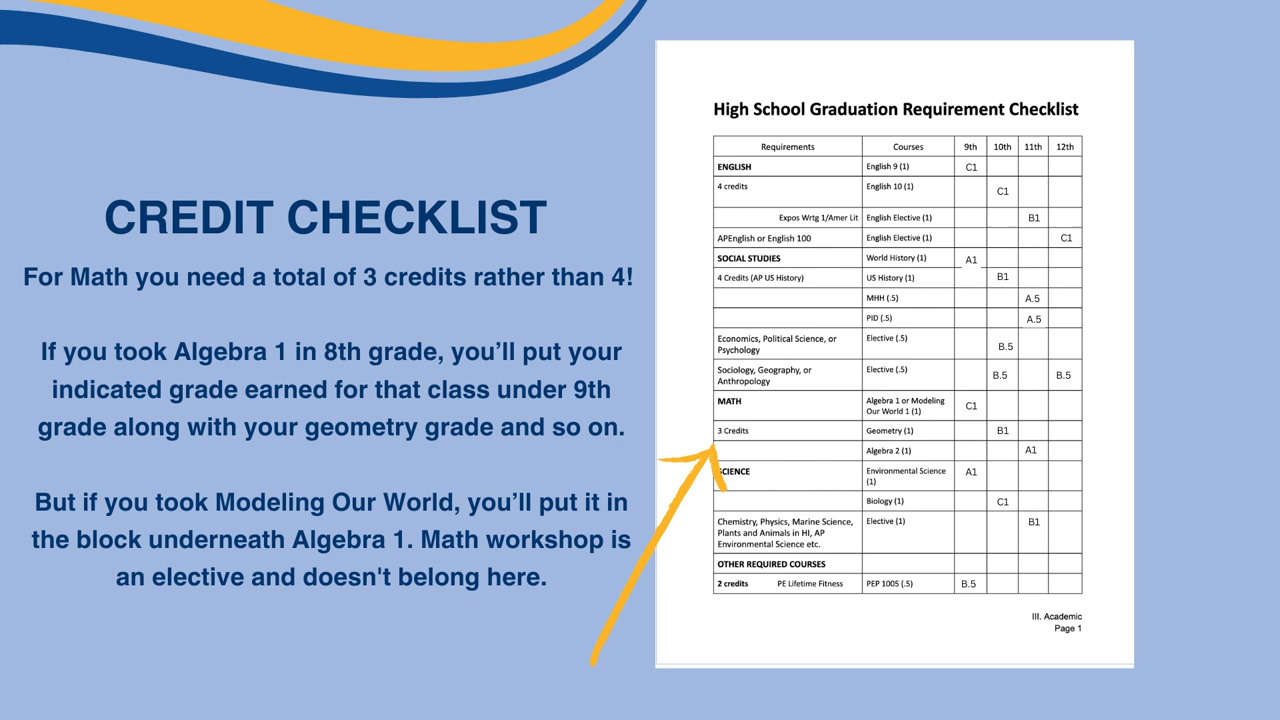 CREDIT CHECKLIST
For Math you need a total of 3 credits rather than 4!
If you took Algebra 1 in 8th grade, you’ll put your
indicated grade earned for that class under 9th
grade along with your geometry grade and so on.
But if you took Modeling Our World, you’ll put it in
the block underneath Algebra 1. Math workshop is
an elective and doesn't belong here.
High School Graduation Requirement Checklist
Requirements Courses 9th 10th 11th 12th
ENGLISH English 9 (1) C1
4 credits English 10 (1) C1
Expos Wrtg 1/Amer Lit English Elective (1) B1
APEnglish or English 100 English Elective (1) C1
SOCIAL STUDIES World History (1) A1
4 Credits (AP US History) US History (1) B1
MHH (.5) A.5
PID (.5) A.5
Economics, Political Science, or Elective (.5) B.5
Psychology
Sociology, Geography, or Elective (.5) B.5 B.5
Anthropology
MATH Algebra 1 or Modeling C1
Our World 1 (1)
3 Credits Geometry (1) B1
Algebra 2 (1) A1
SCIENCE Environmental Science A1
(1)
Biology (1) C1
Chemistry, Physics, Marine Science, Elective (1) B1
Plants and Animals in HI, AP
Environmental Science etc.
OTHER REQUIRED COURSES
2 credits PE Lifetime Fitness PEP 1005 (.5) B.5
III. Academic
Page 1